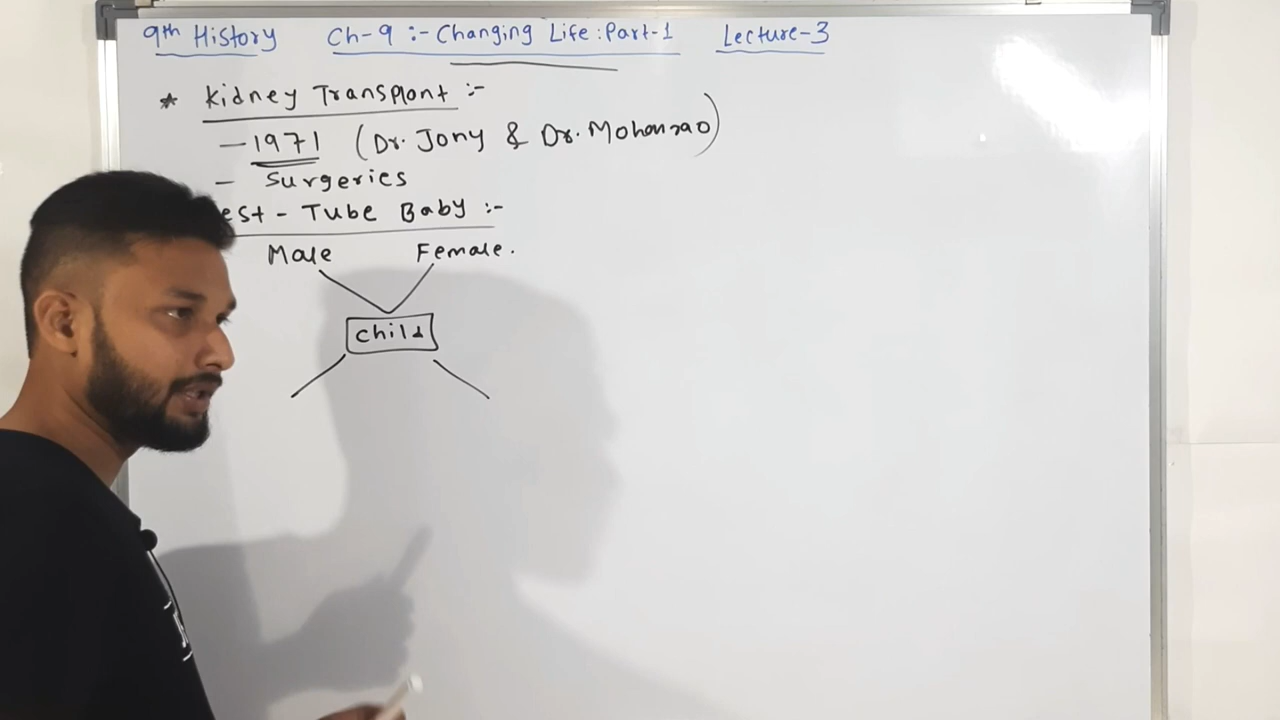 9th History Ch-9 :- Changing Life : Part-1 Lecture-3
* Kidney Transplant :-
- 1971 (Dr. Jony & Dr. Mohanrao)
- Surgeries
est - Tube Baby :-
Male Female.
child